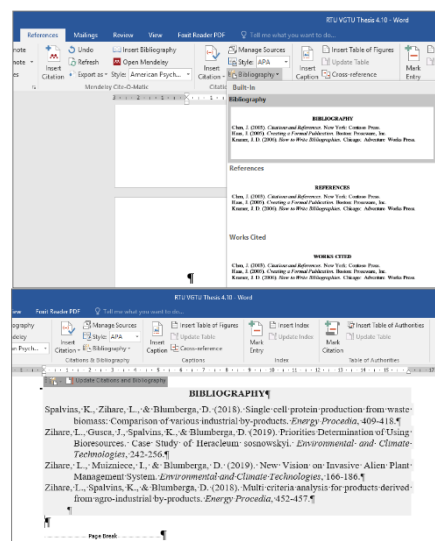 RTU VGTU Thesis 4.10 - Word
References Mailings Review View Foxit Reader PDF Tell me what you want to do...
note Insert Citation Undo Insert Bibliography Insert Citation Manage Sources Insert Caption Insert Table of Figures Mark Entry
note Refresh Open Mendeley Style: APA Update Table
es Export as Style: American Psych... Bibliography Cross-reference
Mendeley Cite-O-Matic
Built-In
Bibliography
BIBLIOGRAPHY
Chen, J. (2003). Citations and References. New York: Contoso Press.
Haas, J. (2005). Creating a Formal Publication. Boston: Proseware, Inc.
Kramer, J. D. (2006). How to Write Bibliographies. Chicago: Adventure Works Press.
References
REFERENCES
Chen, J. (2003). Citations and References. New York: Contoso Press.
Haas, J. (2005). Creating a Formal Publication. Boston: Proseware, Inc.
Kramer, J. D. (2006). How to Write Bibliographies. Chicago: Adventure Works Press.
Works Cited
WORKS CITED
Chen, J. (2003). Citations and References. New York: Contoso Press.
Haas, J. (2005). Creating a Formal Publication. Boston: Proseware, Inc.
Kramer, J. D. (2006). How to Write Bibliographies. Chicago: Adventure Works Press.
¶
RTU VGTU Thesis 4.10 - Word
ew Foxit Reader PDF Tell me what you want to do...
ography Insert Citation Manage Sources Insert Caption Insert Table of Figures Mark Entry Insert Index Mark Citation Insert Table of Authorities
deley Style: APA Update Table Update Index Update Table
n Psych... Bibliography Cross-reference
Citations & Bibliography Captions Index Table of Authorities
Update Citations and Bibliography
BIBLIOGRAPHY¶
Spalvins, K., Zihare, L., & Blumberga, D. (2018). Single cell protein production from waste
biomass: Comparison of various industrial by-products. Energy Procedia, 409-418.¶
Zihare, L., Gusca, J., Spalvins, K., & Blumberga, D. (2019). Priorities Determination of Using
Bioresources. Case Study of Heracleum sosnowskyi. Environmental and Climate
Technologies, 242-256.¶
Zihare, L., Muizniece, I., & Blumberga, D. (2019). New Vision on Invasive Alien Plant
Management System. Environmental and Climate Technologies, 166-186.¶
Zihare, L., Spalvins, K., & Blumberga, D. (2018). Multi criteria analysis for products derived
from agro-industrial by-products. Energy Procedia, 452-457.¶
¶
¶
Page Break ¶